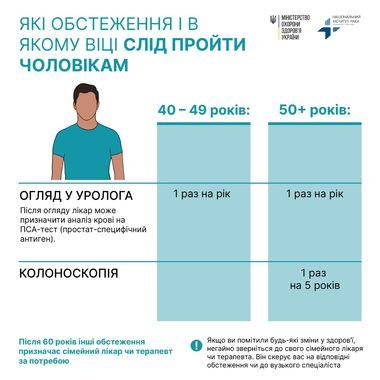 ЯКІ ОБСТЕЖЕННЯ І В
ЯКОМУ ВІЦІ СЛІД ПРОЙТИ
ЧОЛОВІКАМ
МІНІСТЕРСТВО
ОХОРОНИ
ЗДОРОВ'Я
УКРАЇНИ
НАЦІОНАЛЬНИЙ
ІНСТИТУТ РАКУ
40 – 49 років:
50+ років:
ОГЛЯД У УРОЛОГА
Після огляду лікар може
призначити аналіз крові на
ПСА-тест (простат-специфічний
антиген).
1 раз на рік
1 раз на рік
КОЛОНОСКОПІЯ
1 раз
на 5 років
Після 60 років інші обстеження
призначає сімейний лікар чи терапевт
за потребою
Якщо ви помітили будь-які зміни у здоров'ї,
негайно зверніться до свого сімейного лікаря
чи терапевта. Він скерує вас на відповідні
обстеження чи до вузького спеціаліста